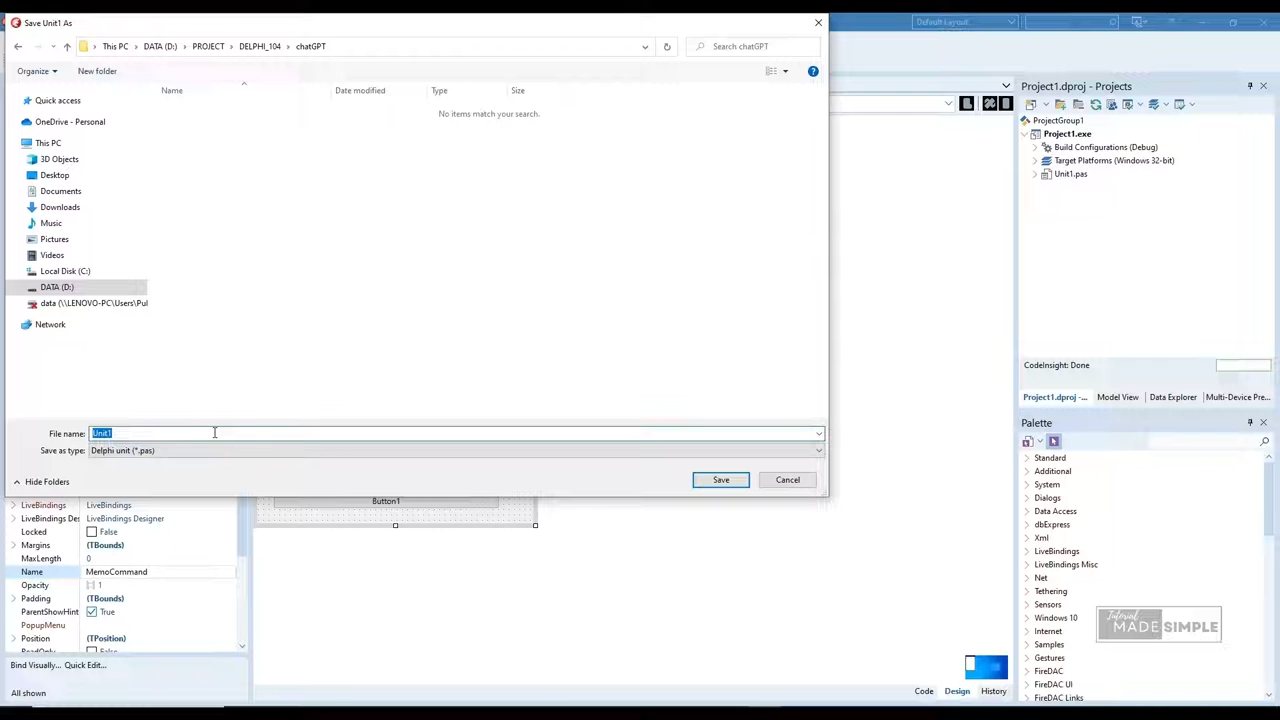 Save Unit1 As
Default Layout
This PC
DATA (D:)
PROJECT
DELPHI_104
chatGPT
Search chatGPT
Organize
New folder
Name
Date modified
Type
Size
No items match your search.
Quick access
OneDrive - Personal
This PC
3D Objects
Desktop
Documents
Downloads
Music
Pictures
Videos
Local Disk (C:)
DATA (D:)
data (\\LENOVO-PC\Users\Pul
Network
File name:
Unit1
Save as type:
Delphi unit (*.pas)
Hide Folders
Save
Cancel
Button1
LiveBindings
LiveBindings
LiveBindings Des
LiveBindings Designer
Locked
False
Margins
(TBounds)
MaxLength
0
Name
MemoCommand
Opacity
1
Padding
(TBounds)
ParentShowHint
True
PopupMenu
Position
(TPosition)
Bind Visually... Quick Edit...
All shown
Code
Design
History
Project1.dproj - Projects
ProjectGroup1
Project1.exe
Build Configurations (Debug)
Target Platforms (Windows 32-bit)
Unit1.pas
CodeInsight: Done
Project1.dproj -...
Model View
Data Explorer
Multi-Device Pre...
Palette
Standard
Additional
System
Dialogs
Data Access
dbExpress
Xml
LiveBindings
LiveBindings Misc
Net
Tethering
Sensors
Windows 10
Internet
Samples
Gestures
FireDAC
FireDAC UI
FireDAC Links
Tutorial
MADE SIMPLE